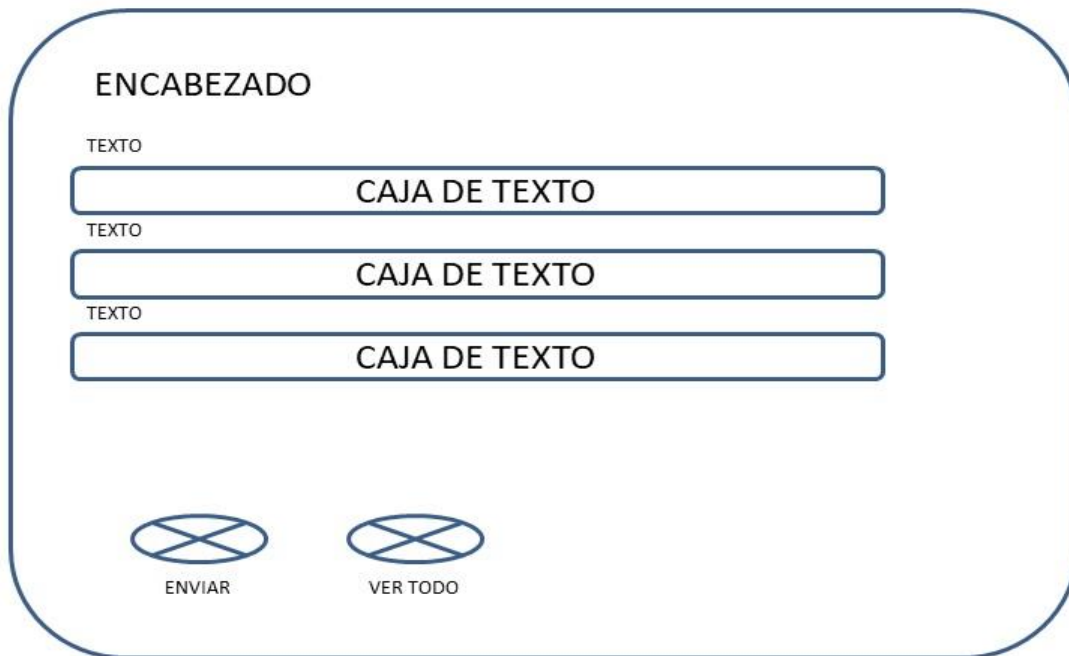 ENCABEZADO
TEXTO
CAJA DE TEXTO
TEXTO
CAJA DE TEXTO
TEXTO
CAJA DE TEXTO
ENVIAR VER TODO